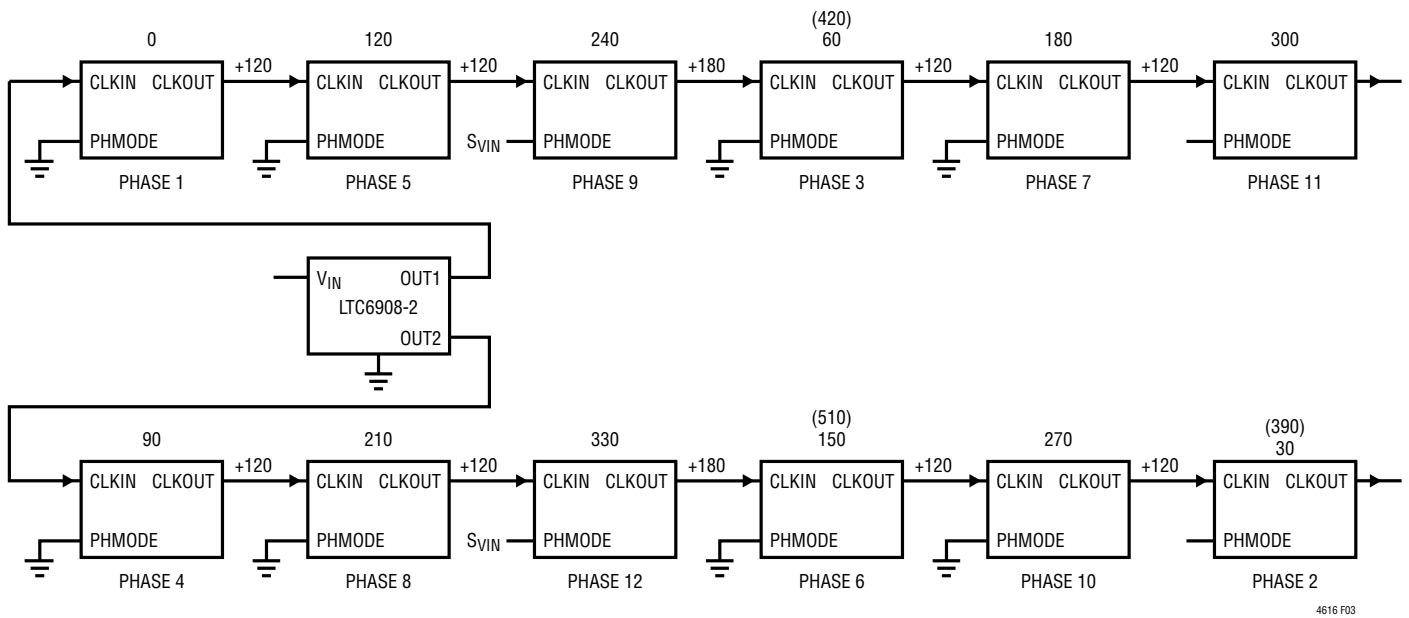 (420)
0 120 240 60 180 300
+120 +120 +180 +120 +120
CLKIN CLKOUT CLKIN CLKOUT CLKIN CLKOUT CLKIN CLKOUT CLKIN CLKOUT CLKIN CLKOUT
PHMODE PHMODE SVIN PHMODE PHMODE PHMODE PHMODE
PHASE 1 PHASE 5 PHASE 9 PHASE 3 PHASE 7 PHASE 11
VIN OUT1
LTC6908-2
OUT2
(510) (390)
90 210 330 150 270 30
+120 +120 +180 +120 +120
CLKIN CLKOUT CLKIN CLKOUT CLKIN CLKOUT CLKIN CLKOUT CLKIN CLKOUT CLKIN CLKOUT
PHMODE PHMODE SVIN PHMODE PHMODE PHMODE PHMODE
PHASE 4 PHASE 8 PHASE 12 PHASE 6 PHASE 10 PHASE 2
4616 F03